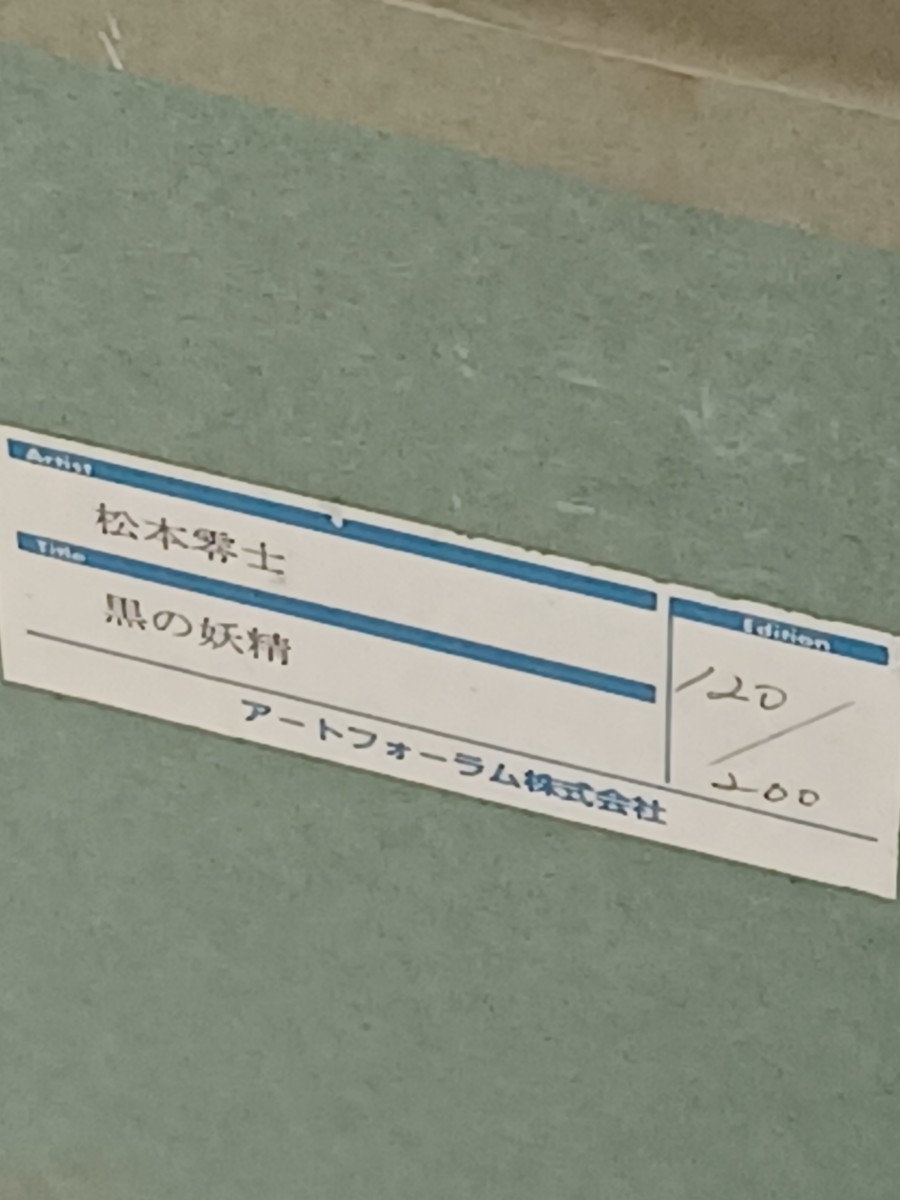 Artist
松本零士
Title
黒の妖精
Edition
120
200
アートフォーラム株式会社